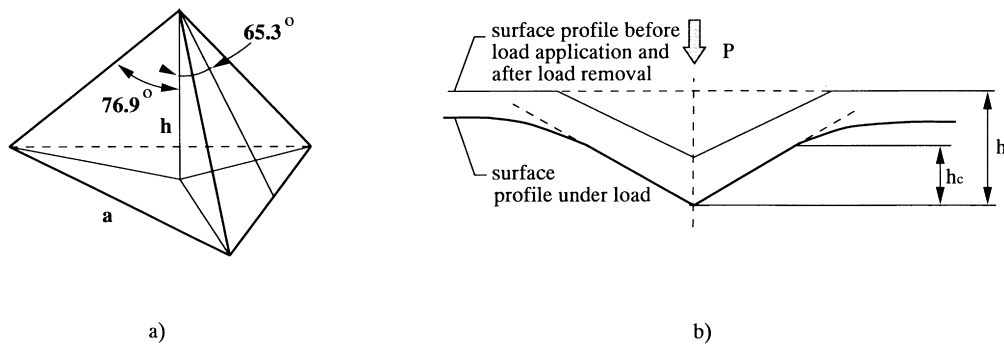 65.3°
76.9°
h
a
a)
surface profile before
load application and
after load removal
P
h
hc
surface
profile under load
b)